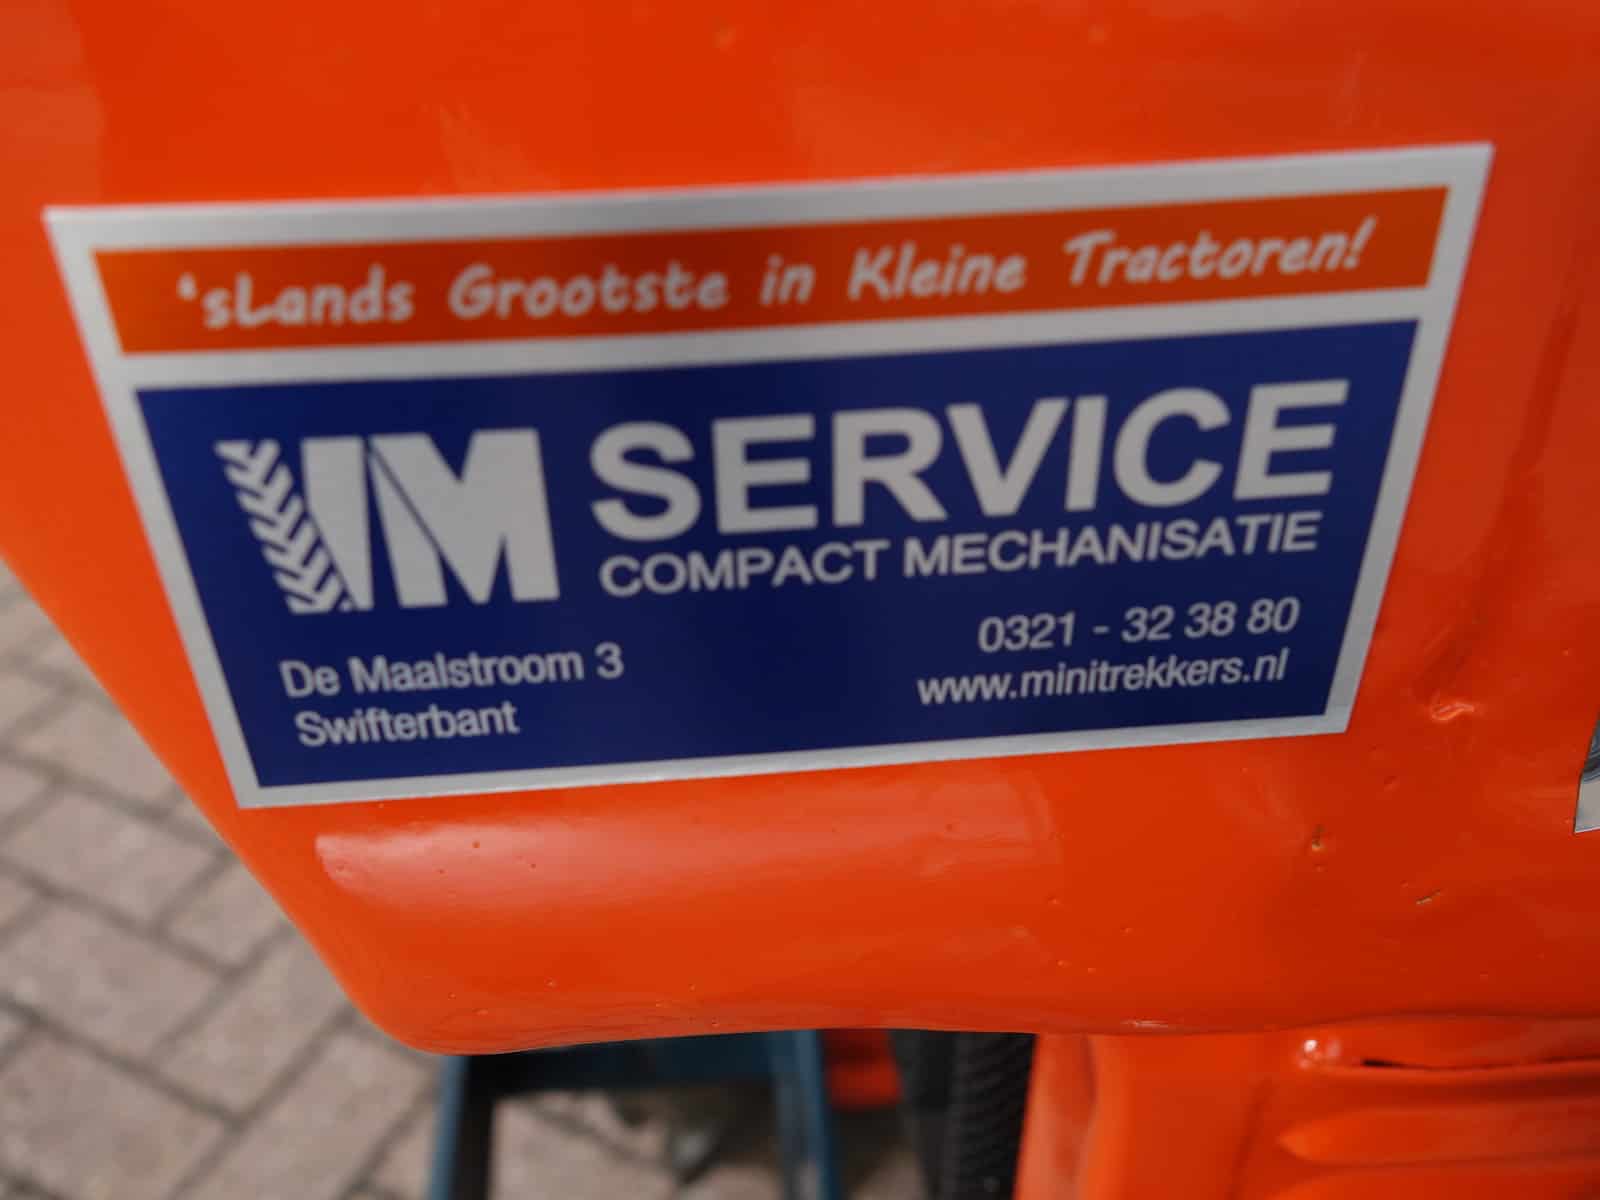 'sLands Grootste in Kleine Tractoren!
VM SERVICE
COMPACT MECHANISATIE
De Maalstroom 3
Swifterbant
0321 - 32 38 80
www.minitrekkers.nl